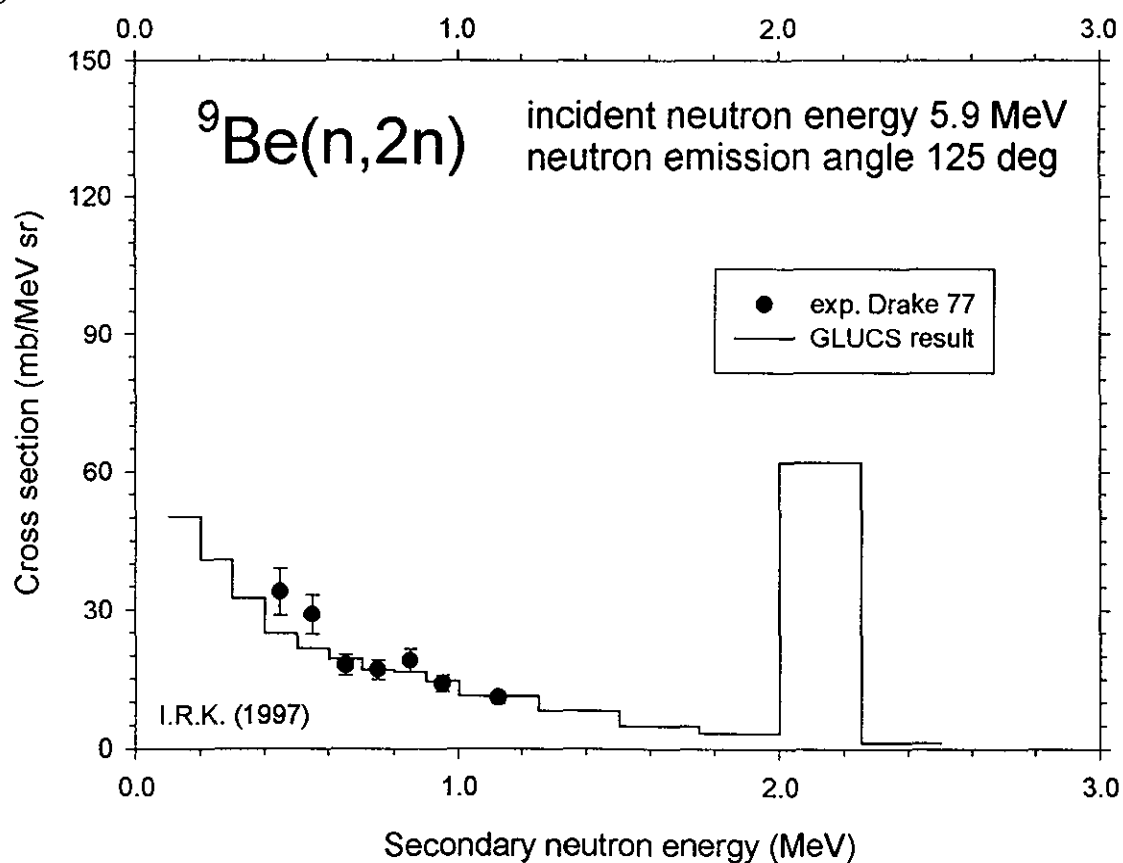 0.0 1.0 2.0 3.0
150
⁹Be(n,2n)
incident neutron energy 5.9 MeV
neutron emission angle 125 deg
120
exp. Drake 77
GLUCS result
90
60
30
0
I.R.K. (1997)
0.0 1.0 2.0 3.0
Secondary neutron energy (MeV)
Cross section (mb/MeV sr)